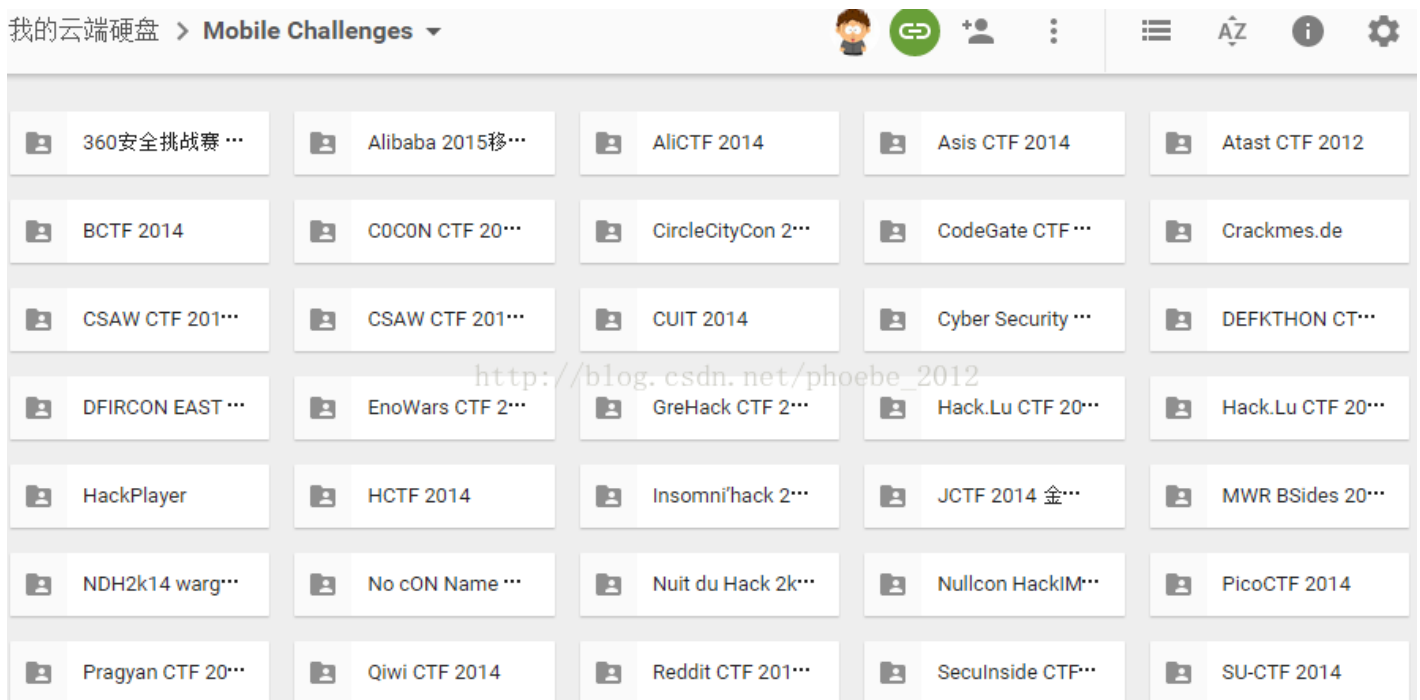 我的云端硬盘 > Mobile Challenges
360安全挑战赛 ··· Alibaba 2015移··· AliCTF 2014 Asis CTF 2014 Atast CTF 2012
BCTF 2014 C0C0N CTF 20··· CircleCityCon 2··· CodeGate CTF ··· Crackmes.de
CSAW CTF 201··· CSAW CTF 201··· CUIT 2014 Cyber Security ··· DEFKTHON CT···
http://blog.csdn.net/phoebe_2012
DFIRCON EAST ··· EnoWars CTF 2··· GreHack CTF 2··· Hack.Lu CTF 20··· Hack.Lu CTF 20···
HackPlayer HCTF 2014 Insomni'hack 2··· JCTF 2014 金··· MWR BSides 20···
NDH2k14 warg··· No cON Name ··· Nuit du Hack 2k··· Nullcon HackIM··· PicoCTF 2014
Pragyan CTF 20··· Qiwi CTF 2014 Reddit CTF 201··· SecuInside CTF··· SU-CTF 2014